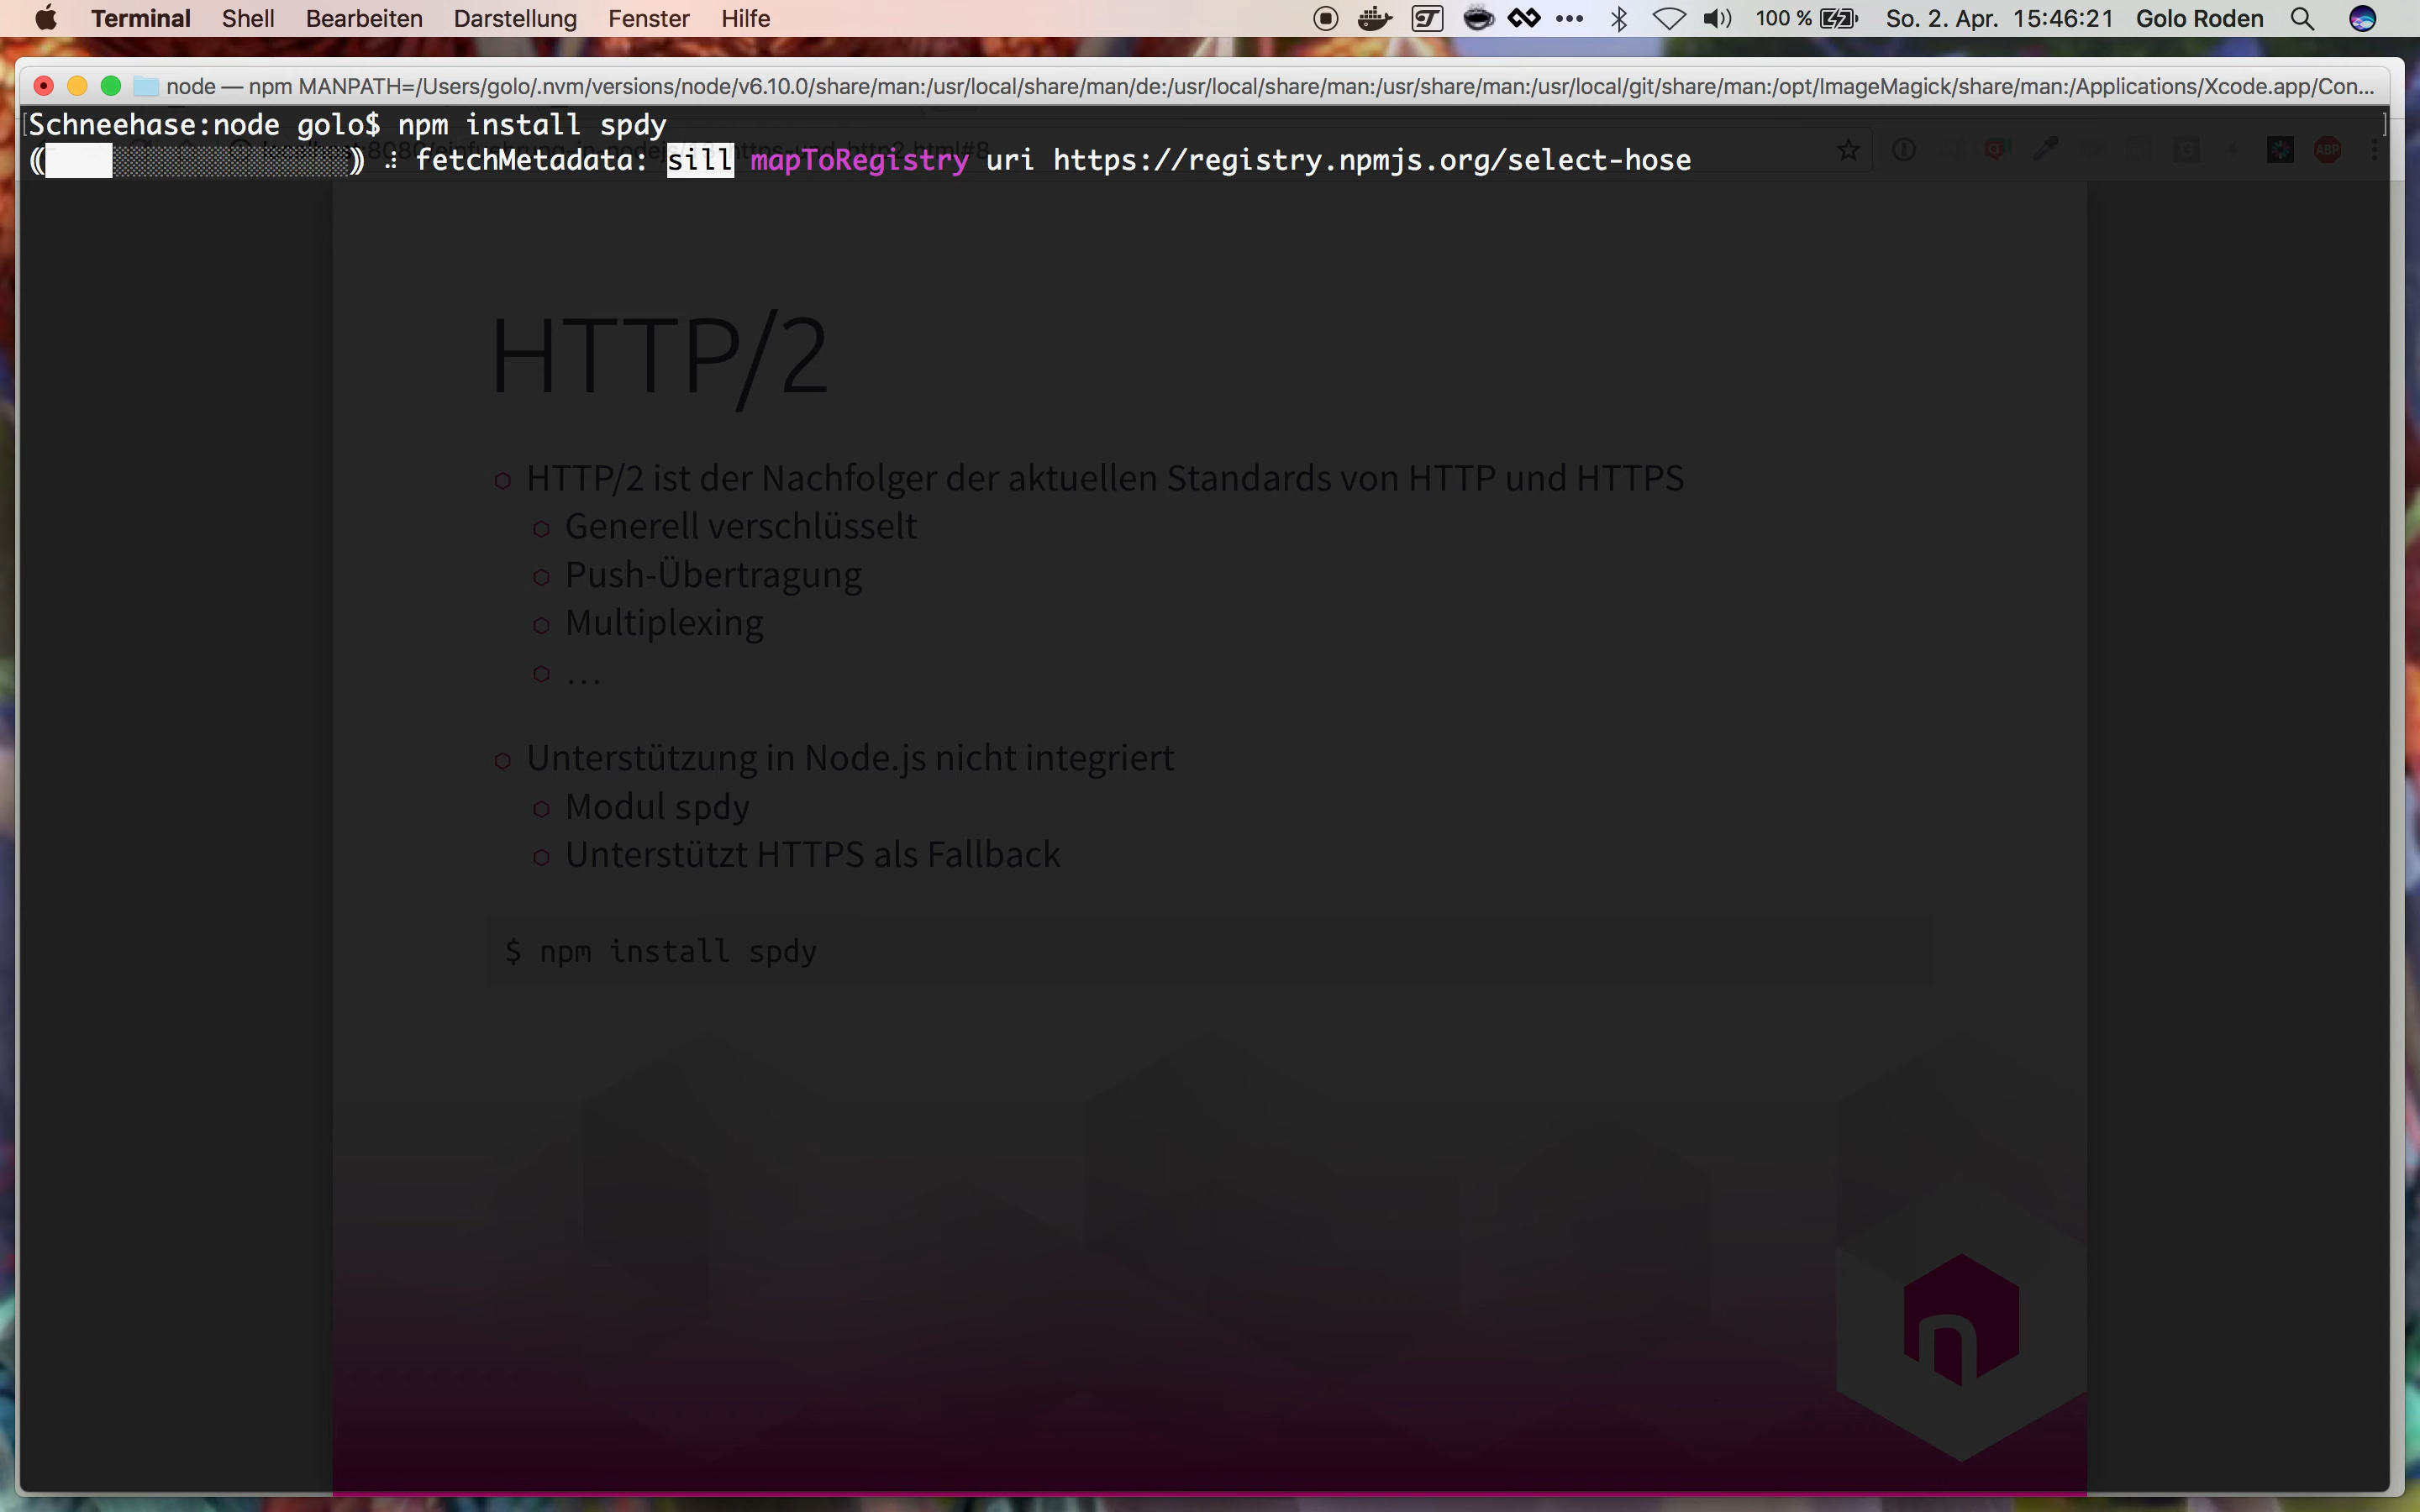 Terminal Shell Bearbeiten Darstellung Fenster Hilfe 100 % So. 2. Apr. 15:46:21 Golo Roden
node — npm MANPATH=/Users/golo/.nvm/versions/node/v6.10.0/share/man:/usr/local/share/man/de:/usr/local/share/man:/usr/share/man:/usr/local/git/share/man:/opt/ImageMagick/share/man:/Applications/Xcode.app/Con...
Schneehase:node golo$ npm install spdy
fetchMetadata: sill mapToRegistry uri https://registry.npmjs.org/select-hose
ABP
HTTP/2
HTTP/2 ist der Nachfolger der aktuellen Standards von HTTP und HTTPS
Generell verschlüsselt
Push-Übertragung
Multiplexing
...
Unterstützung in Node.js nicht integriert
Modul spdy
Unterstützt HTTPS als Fallback
$ npm install spdy
n